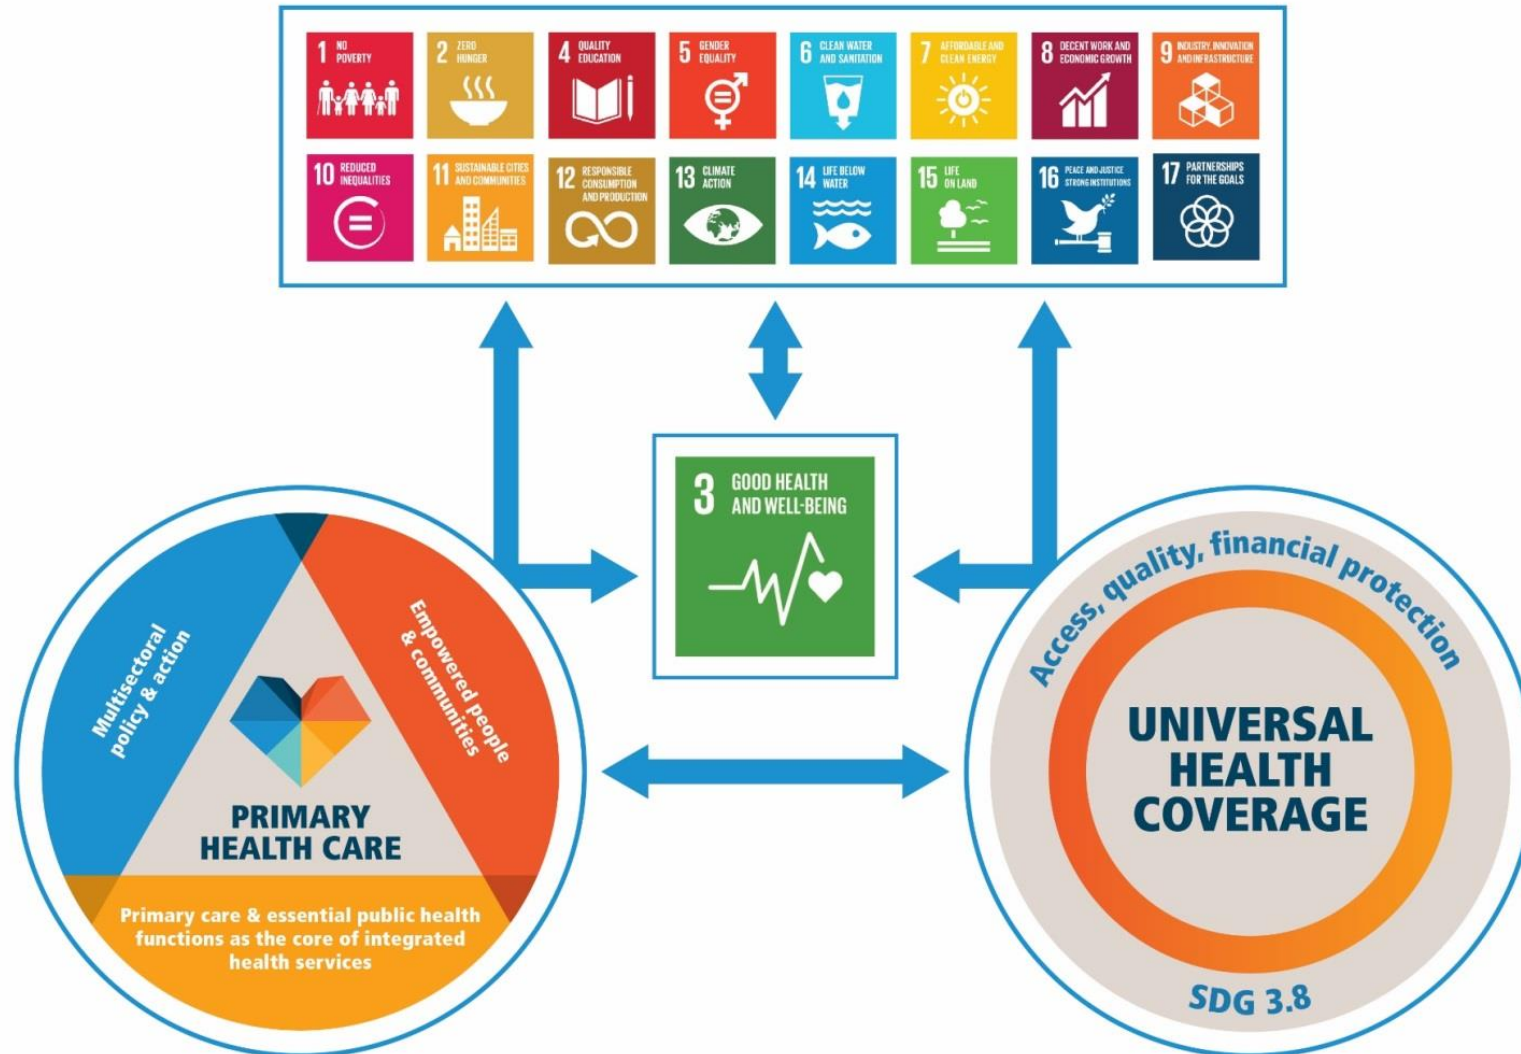 1 NO
POVERTY
2 ZERO
HUNGER
4 QUALITY
EDUCATION
5 GENDER
EQUALITY
6 CLEAN WATER
AND SANITATION
7 AFFORDABLE AND
CLEAN ENERGY
8 DECENT WORK AND
ECONOMIC GROWTH
9 INDUSTRY, INNOVATION
AND INFRASTRUCTURE
10 REDUCED
INEQUALITIES
11 SUSTAINABLE CITIES
AND COMMUNITIES
12 RESPONSIBLE
CONSUMPTION
AND PRODUCTION
13 CLIMATE
ACTION
14 LIFE BELOW
WATER
15 LIFE
ON LAND
16 PEACE AND JUSTICE
STRONG INSTITUTIONS
17 PARTNERSHIPS
FOR THE GOALS
3 GOOD HEALTH
AND WELL-BEING
Multisectoral
policy & action
Empowered people
& communities
PRIMARY
HEALTH CARE
Primary care & essential public health
functions as the core of integrated
health services
Access, quality, financial protection
UNIVERSAL
HEALTH
COVERAGE
SDG 3.8